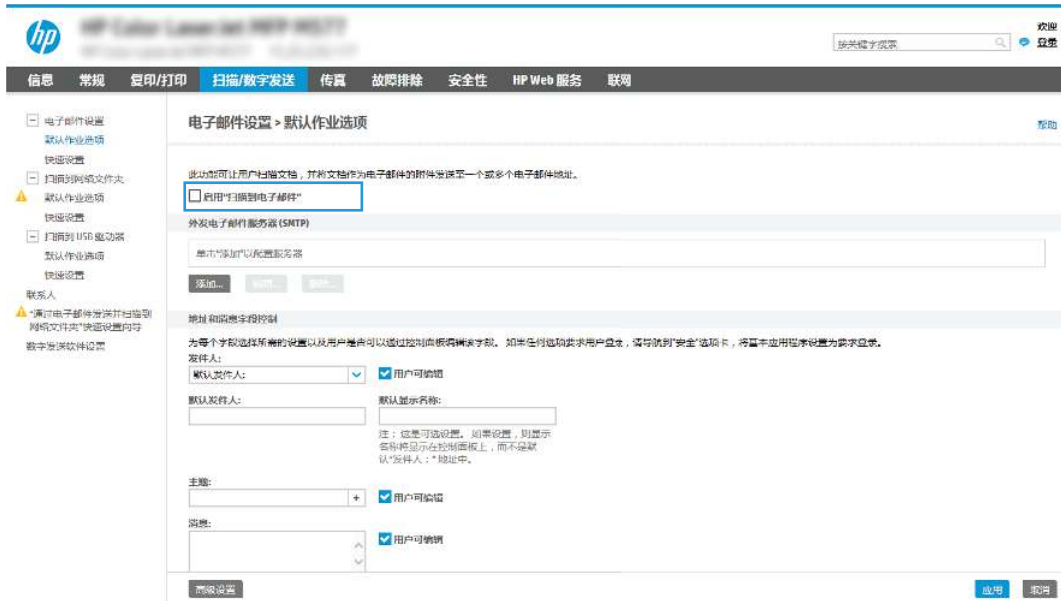 hp
HP Color LaserJet MFP M577
欢迎
按关键字搜索
登录
信息 常规 复印/打印 扫描/数字发送 传真 故障排除 安全性 HP Web 服务 联网
电子邮件设置
默认作业选项
快速设置
扫描到网络文件夹
默认作业选项
快速设置
扫描到 USB 驱动器
默认作业选项
快速设置
联系人
"通过电子邮件发送并扫描到
网络文件夹"快速设置向导
数字发送软件设置
电子邮件设置 > 默认作业选项
帮助
此功能可让用户扫描文档，并将文档作为电子邮件的附件发送至一个或多个电子邮件地址。
启用"扫描到电子邮件"
外发电子邮件服务器 (SMTP)
单击"添加"以配置服务器
添加... 编辑... 删除...
地址和消息字段控制
为每个字段选择所需的设置以及用户是否可以通过控制面板编辑该字段。 如果任何选项要求用户登录，请导航到"安全"选项卡，将基本应用程序设置为要求登录。
发件人:
默认发件人: 用户可编辑
默认发件人: 默认显示名称:
注：这是可选设置。 如果设置，则显示
名称将显示在控制面板上，而不是默
认"发件人："地址中。
主题:
+ 用户可编辑
消息:
用户可编辑
高级设置 应用 取消